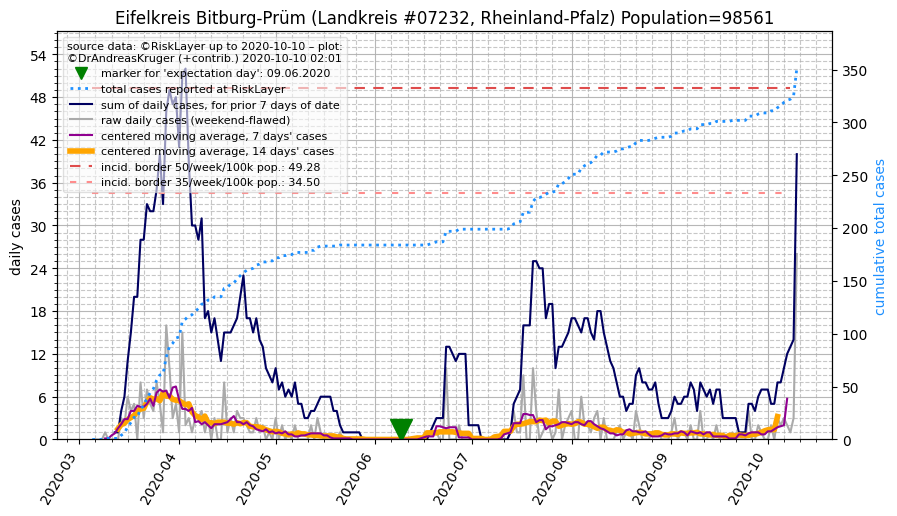 Eifelkreis Bitburg-Prüm (Landkreis #07232, Rheinland-Pfalz) Population=98561
source data: ©RiskLayer up to 2020-10-10 – plot:
©DrAndreasKruger (+contrib.) 2020-10-10 02:01
marker for 'expectation day': 09.06.2020
total cases reported at RiskLayer
sum of daily cases, for prior 7 days of date
raw daily cases (weekend-flawed)
centered moving average, 7 days' cases
centered moving average, 14 days' cases
incid. border 50/week/100k pop.: 49.28
incid. border 35/week/100k pop.: 34.50
daily cases
54
48
42
36
30
24
18
12
6
0
cumulative total cases
350
300
250
200
150
100
50
0
2020-03
2020-04
2020-05
2020-06
2020-07
2020-08
2020-09
2020-10